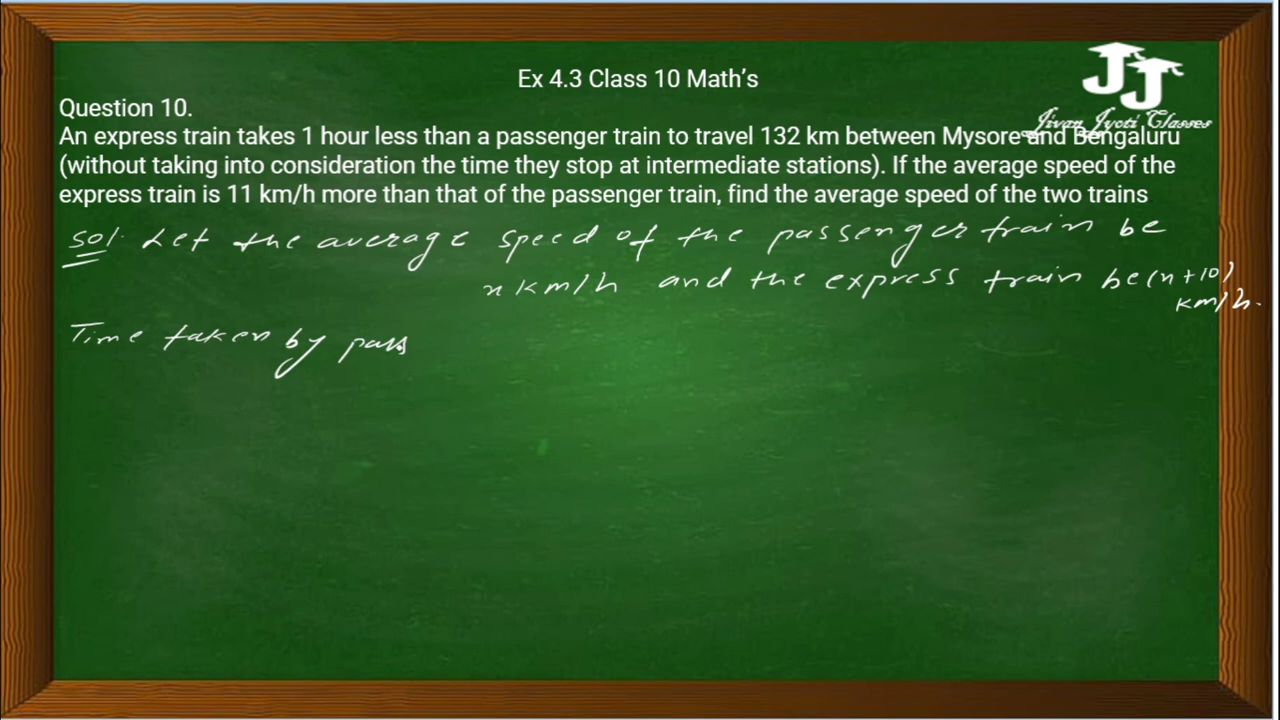 Ex 4.3 Class 10 Math's
JJ
Jivan Jyoti Classes
Question 10.
An express train takes 1 hour less than a passenger train to travel 132 km between Mysore and Bengaluru
(without taking into consideration the time they stop at intermediate stations). If the average speed of the
express train is 11 km/h more than that of the passenger train, find the average speed of the two trains
Sol. Let the average speed of the passenger train be
x km/h and the express train be (x+10)
km/h.
Time taken by pass